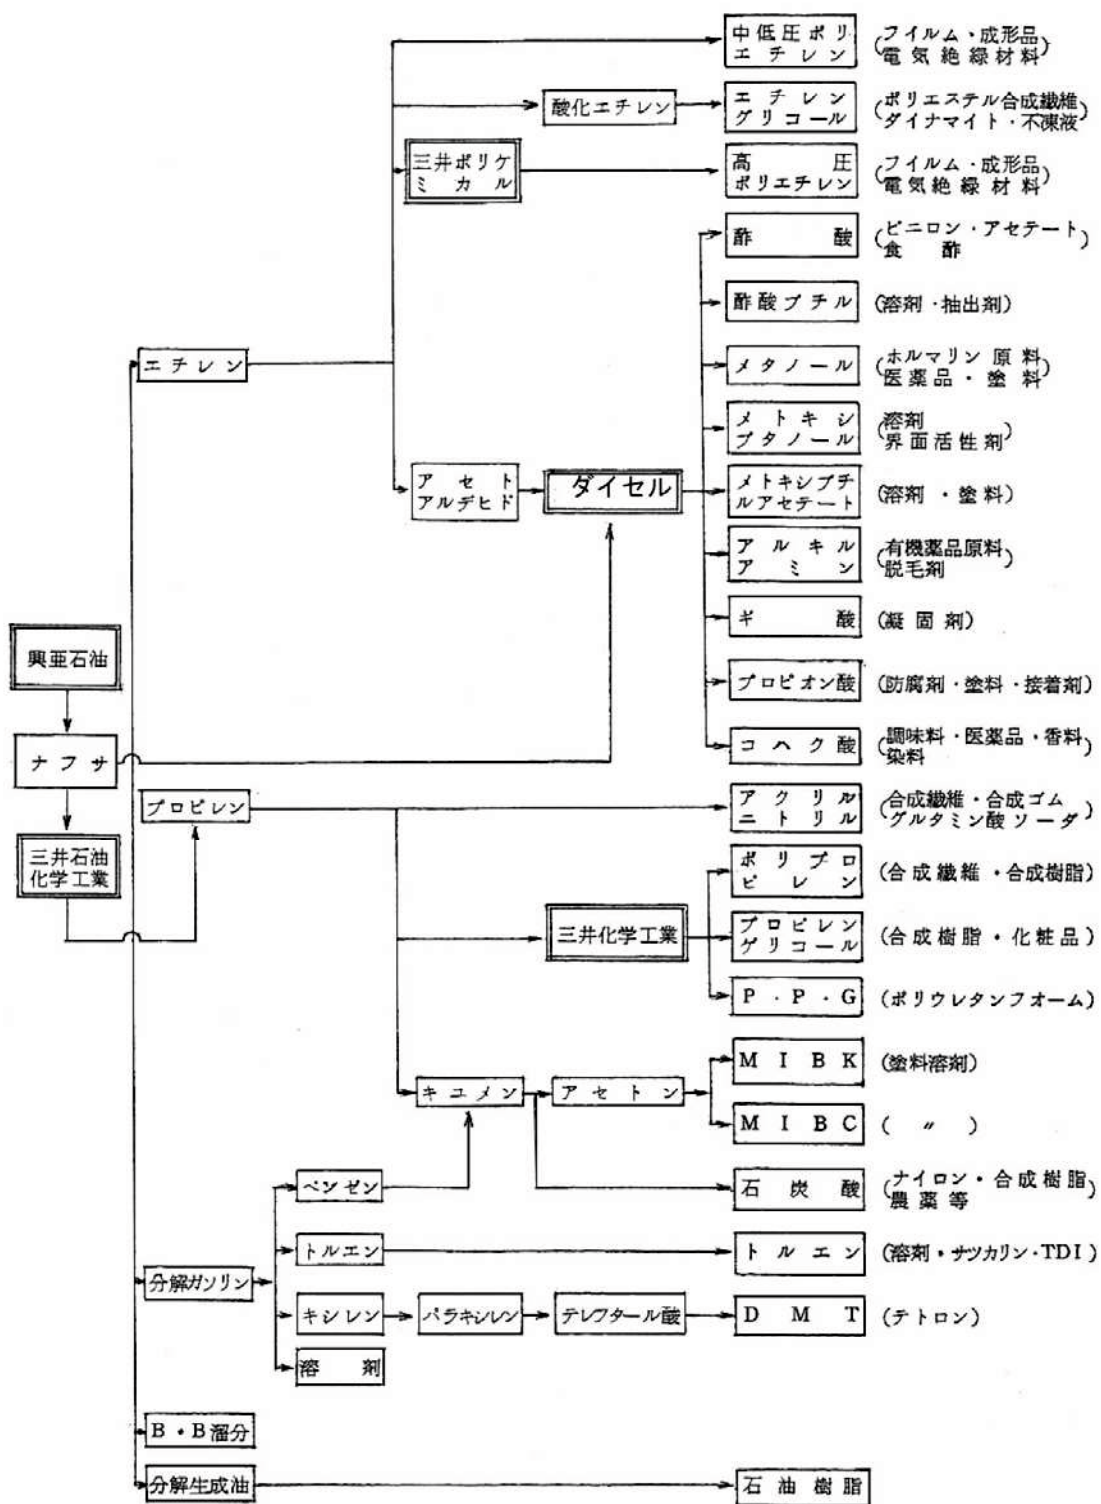 中低圧ポリ
エチレン
(フイルム・成形品
電気絶縁材料)
酸化エチレン
エチレン
グリコール
(ポリエステル合成繊維
ダイナマイト・不凍液)
三井ポリケ
ミカル
高圧
ポリエチレン
(フイルム・成形品
電気絶縁材料)
酢酸
(ビニロン・アセテート
食酢)
酢酸ブチル
(溶剤・抽出剤)
エチレン
メタノール
(ホルマリン原料
医薬品・塗料)
メトキシ
ブタノール
(溶剤
界面活性剤)
アセト
アルデヒド
ダイセル
メトキシブチ
ルアセテート
(溶剤・塗料)
アルキル
アミン
(有機薬品原料
脱毛剤)
ギ酸
(凝固剤)
興亜石油
プロピオン酸
(防腐剤・塗料・接着剤)
ナフサ
コハク酸
(調味料・医薬品・香料
染料)
プロピレン
アクリル
ニトリル
(合成繊維・合成ゴム
グルタミン酸ソーダ)
三井石油
化学工業
ポリプロ
ピレン
(合成繊維・合成樹脂)
三井化学工業
プロピレン
グリコール
(合成樹脂・化粧品)
P・P・G
(ポリウレタンフオーム)
MIBK
(塗料溶剤)
キユメン
アセトン
MIBC
(〃)
ベンゼン
石炭酸
(ナイロン・合成樹脂
農薬等)
トルエン
トルエン
(溶剤・サツカリン・TDI)
分解ガソリン
キシレン
パラキシレン
テレフタール酸
DMT
(テトロン)
溶剤
B・B溜分
分解生成油
石油樹脂